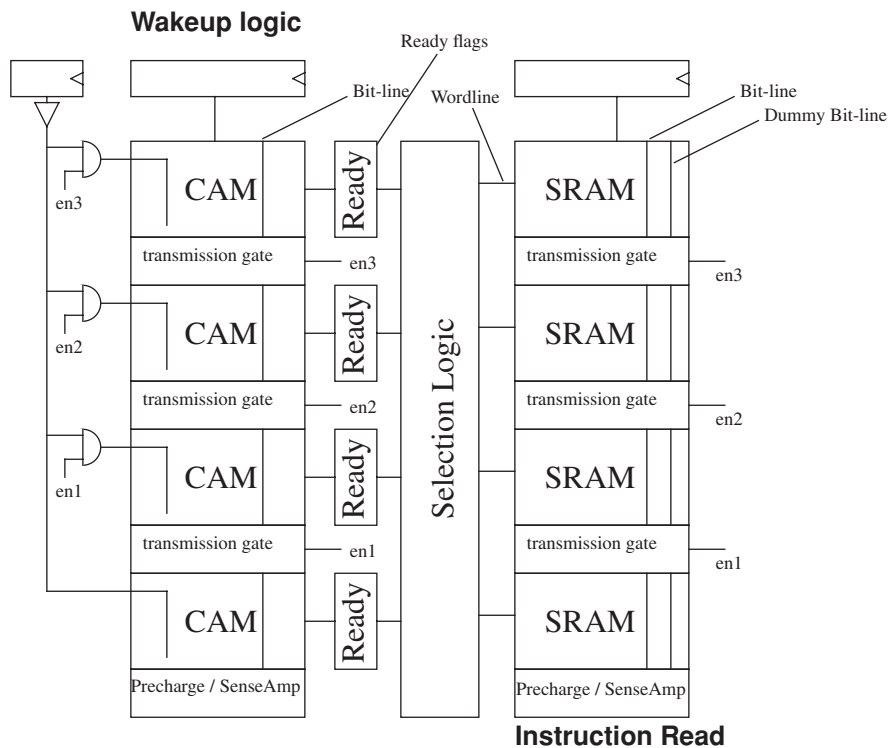 Wakeup logic
Ready flags
Bit-line
Wordline
Bit-line
Dummy Bit-line
en3
CAM
Ready
SRAM
transmission gate
en3
transmission gate
en3
en2
CAM
Ready
Selection Logic
SRAM
transmission gate
en2
transmission gate
en2
en1
CAM
Ready
SRAM
transmission gate
en1
transmission gate
en1
CAM
Ready
SRAM
Precharge / SenseAmp
Precharge / SenseAmp
Instruction Read